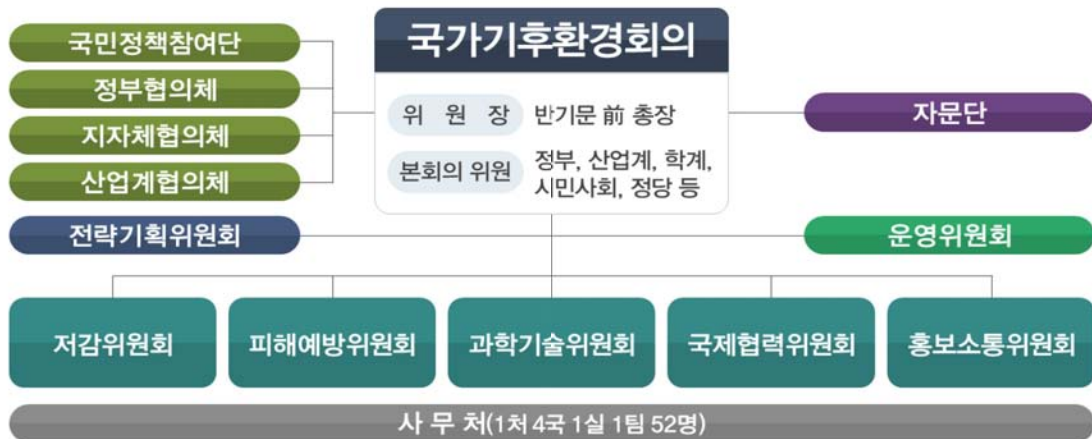 국가기후환경회의
위 원 장 반기문 前 총장
본회의 위원 정부, 산업계, 학계,
시민사회, 정당 등
국민정책참여단
정부협의체
지자체협의체
산업계협의체
자문단
전략기획위원회
운영위원회
저감위원회
피해예방위원회
과학기술위원회
국제협력위원회
홍보소통위원회
사 무 처(1처 4국 1실 1팀 52명)